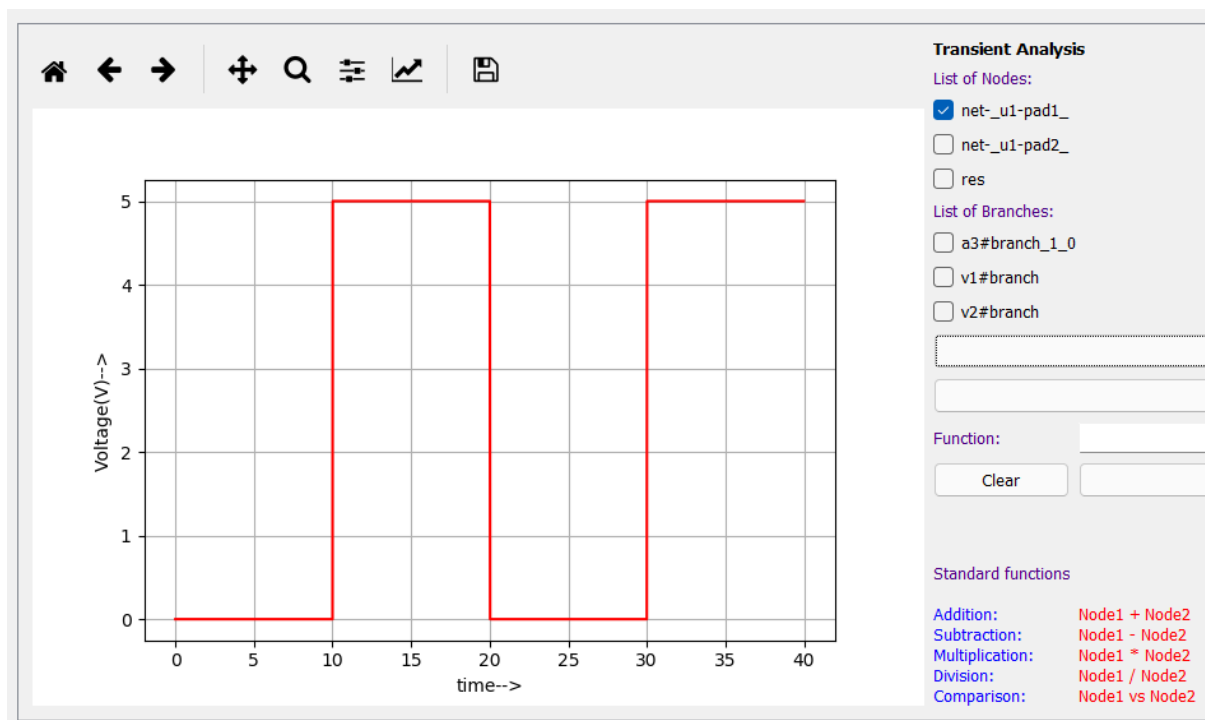 Transient Analysis
List of Nodes:
net-_u1-pad1_
net-_u1-pad2_
res
List of Branches:
a3#branch_1_0
v1#branch
v2#branch
Function:
Clear
Standard functions
Addition: Node1 + Node2
Subtraction: Node1 - Node2
Multiplication: Node1 * Node2
Division: Node1 / Node2
Comparison: Node1 vs Node2
5
4
3
2
1
0
Voltage(V)-->
0 5 10 15 20 25 30 35 40
time-->